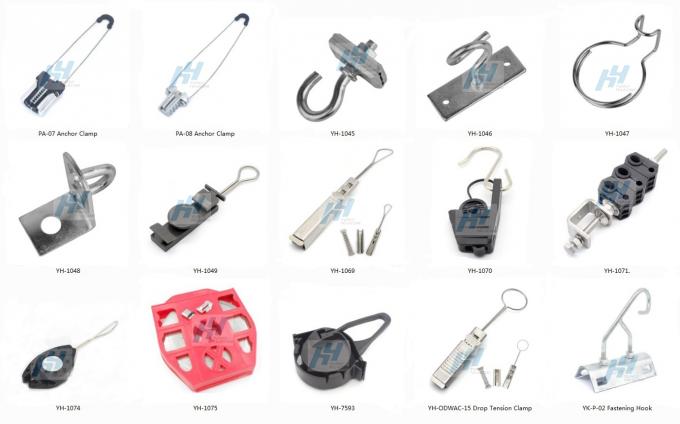 PA-07 Anchor Clamp
PA-08 Anchor Clamp
YH-1045
YH-1046
YH-1047
YH-1048
YH-1049
YH-1069
YH-1070
YH-1071.
YH-1074
YH-1075
YH-7593
YH-ODWAC-15 Drop Tension Clamp
YK-P-02 Fastening Hook